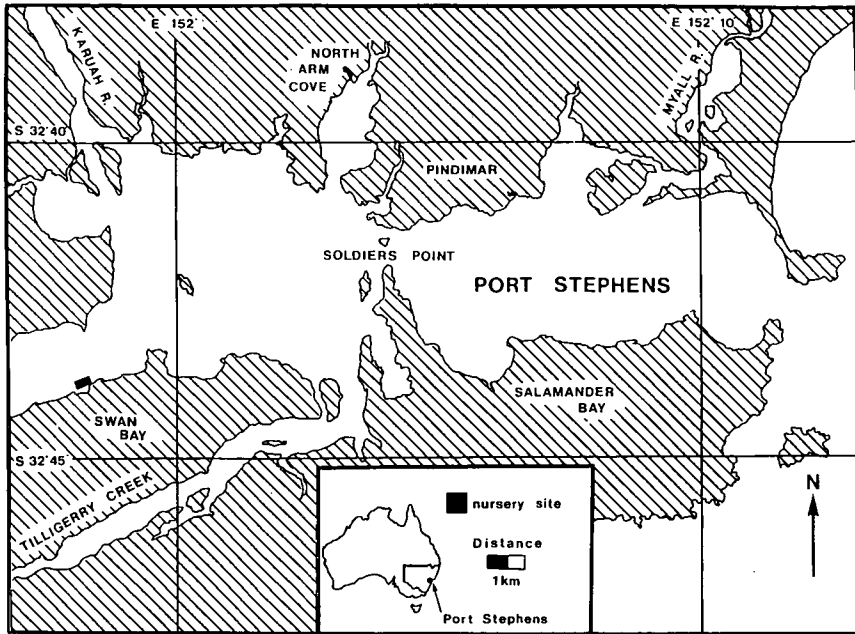 E 152°
E 152° 10'
KARUAH R.
NORTH
ARM
COVE
MYALL R.
S 32°40'
PINDIMAR
SOLDIERS POINT
PORT STEPHENS
SALAMANDER
BAY
SWAN
BAY
S 32°45'
TILLIGERRY CREEK
N
nursery site
Distance
1km
Port Stephens